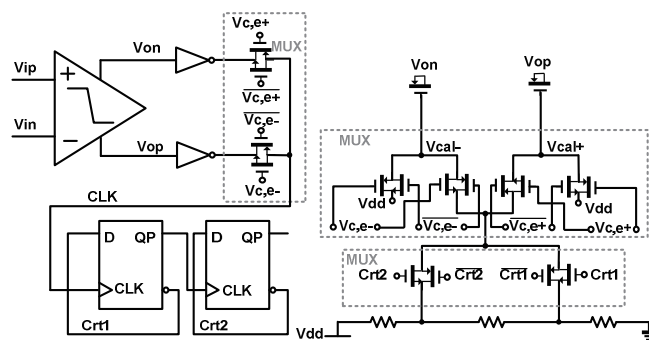 Vc,e+
Von
MUX
Vip
Vc,e+
Vin
Vc,e-
Vop
Vc,e-
CLK
D QP
CLK
Crt1
D QP
CLK
Crt2
Von
Vop
MUX
Vcal-
Vcal+
Vdd
Vdd
Vc,e-
Vc,e-
Vc,e+
Vc,e+
MUX
Crt2
Crt2
Crt1
Crt1
Vdd